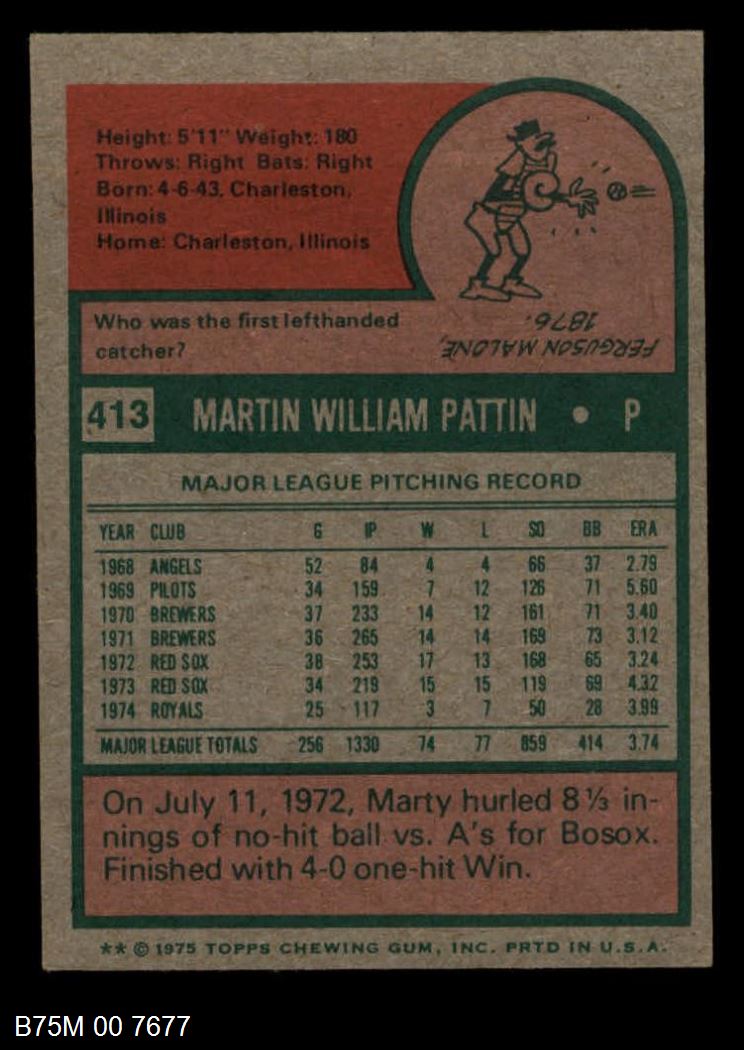 Height: 5'11" Weight: 180
Throws: Right Bats: Right
Born: 4-6-43, Charleston,
Illinois
Home: Charleston, Illinois
Who was the first lefthanded
catcher?
FERGUSON MALONE,
1876.
413 MARTIN WILLIAM PATTIN • P
MAJOR LEAGUE PITCHING RECORD
YEAR CLUB G IP W L SO BB ERA
1968 ANGELS 52 84 4 4 66 37 2.79
1969 PILOTS 34 159 7 12 126 71 5.60
1970 BREWERS 37 233 14 12 161 71 3.40
1971 BREWERS 36 265 14 14 169 73 3.12
1972 RED SOX 38 253 17 13 168 65 3.24
1973 RED SOX 34 219 15 15 119 69 4.32
1974 ROYALS 25 117 3 7 50 28 3.99
MAJOR LEAGUE TOTALS 256 1330 74 77 859 414 3.74
On July 11, 1972, Marty hurled 8 ⅓ in-
nings of no-hit ball vs. A's for Bosox.
Finished with 4-0 one-hit Win.
** © 1975 TOPPS CHEWING GUM, INC. PRTD IN U.S.A.
B75M 00 7677